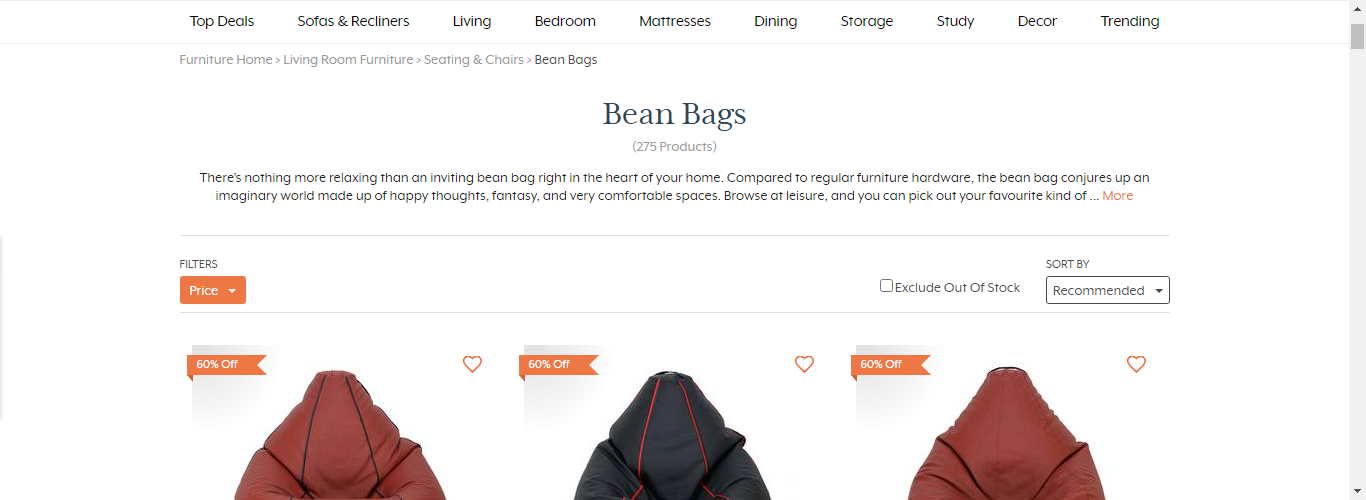 Top Deals Sofas & Recliners Living Bedroom Mattresses Dining Storage Study Decor Trending
Furniture Home > Living Room Furniture > Seating & Chairs > Bean Bags
Bean Bags
(275 Products)
There's nothing more relaxing than an inviting bean bag right in the heart of your home. Compared to regular furniture hardware, the bean bag conjures up an
imaginary world made up of happy thoughts, fantasy, and very comfortable spaces. Browse at leisure, and you can pick out your favourite kind of ... More
FILTERS
Price
Exclude Out Of Stock
SORT BY
Recommended
60% Off
60% Off
60% Off